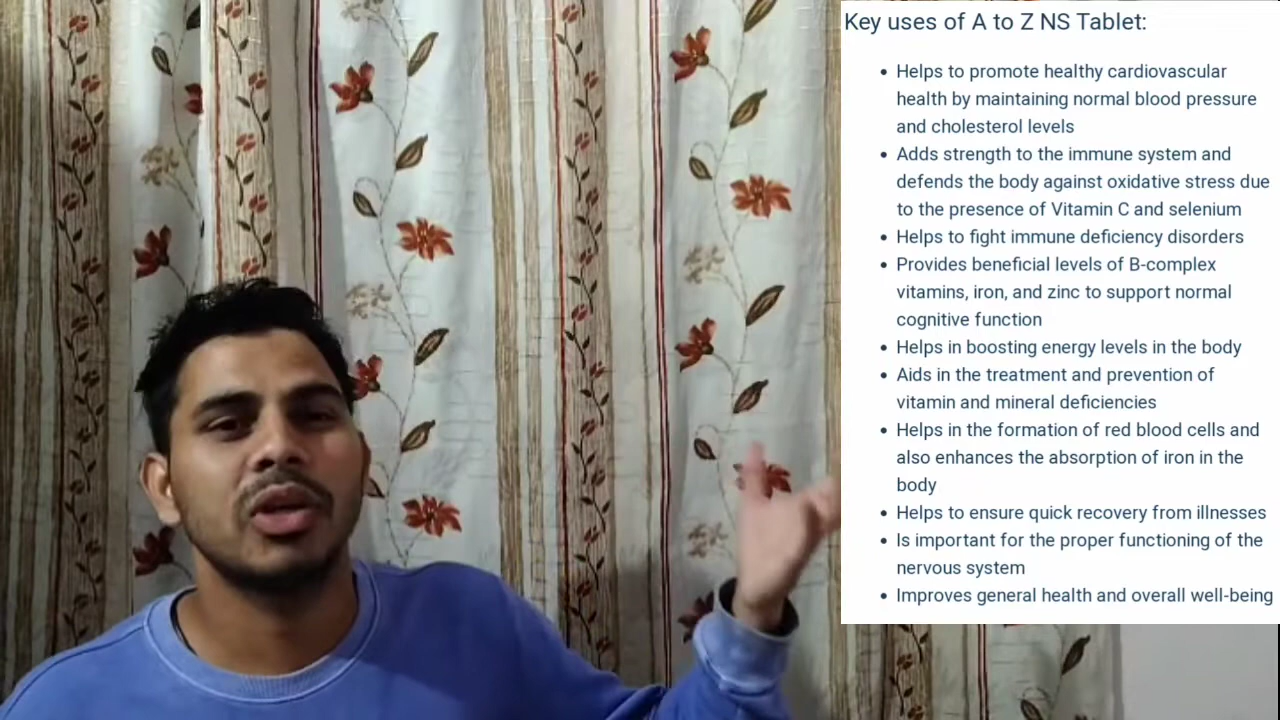 Key uses of A to Z NS Tablet:
• Helps to promote healthy cardiovascular
health by maintaining normal blood pressure
and cholesterol levels
• Adds strength to the immune system and
defends the body against oxidative stress due
to the presence of Vitamin C and selenium
• Helps to fight immune deficiency disorders
• Provides beneficial levels of B-complex
vitamins, iron, and zinc to support normal
cognitive function
• Helps in boosting energy levels in the body
• Aids in the treatment and prevention of
vitamin and mineral deficiencies
• Helps in the formation of red blood cells and
also enhances the absorption of iron in the
body
• Helps to ensure quick recovery from illnesses
• Is important for the proper functioning of the
nervous system
• Improves general health and overall well-being